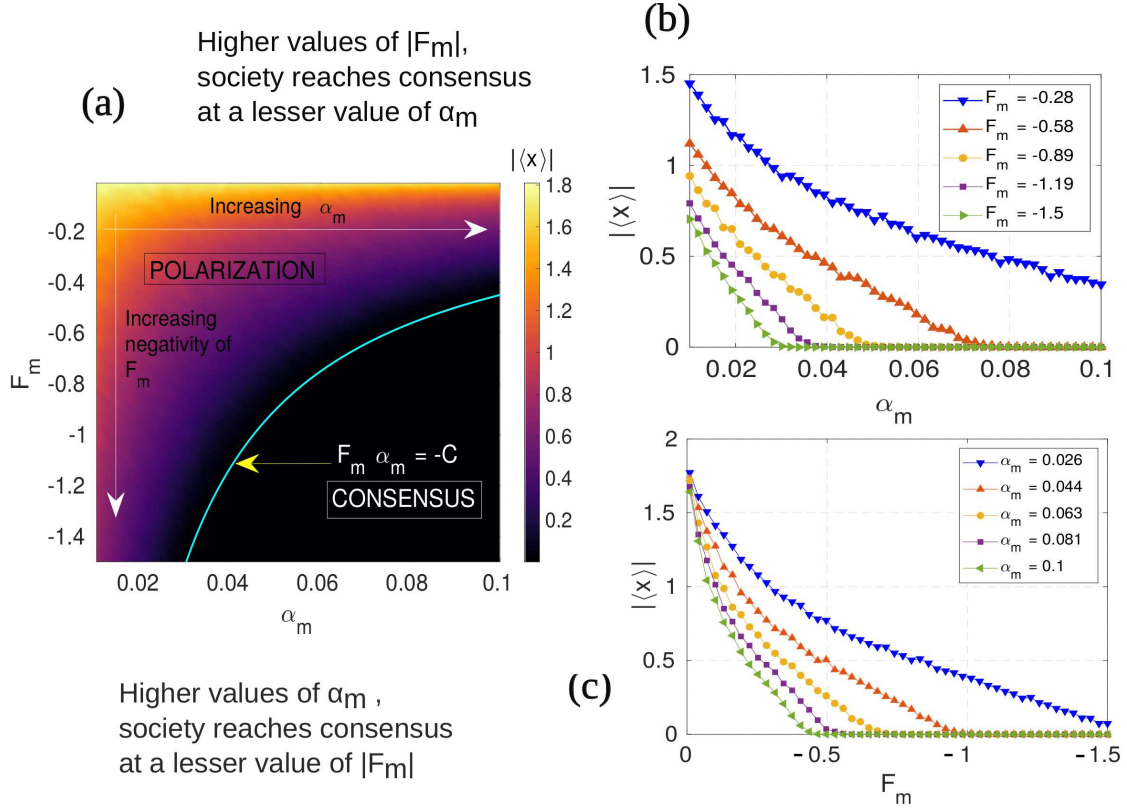 Higher values of |Fm|,
society reaches consensus
at a lesser value of αm
(a)
|⟨x⟩|
Increasing αm
POLARIZATION
Increasing
negativity of
Fm
Fm αm = -C
CONSENSUS
-0.2
-0.4
-0.6
-0.8
-1
-1.2
-1.4
Fm
0.02 0.04 0.06 0.08 0.1
αm
1.8
1.6
1.4
1.2
1
0.8
0.6
0.4
0.2
Higher values of αm ,
society reaches consensus
at a lesser value of |Fm|
(b)
1.5
1
0.5
0
|⟨x⟩|
Fm = -0.28
Fm = -0.58
Fm = -0.89
Fm = -1.19
Fm = -1.5
0.02 0.04 0.06 0.08 0.1
αm
(c)
2
1.5
1
0.5
0
|⟨x⟩|
αm = 0.026
αm = 0.044
αm = 0.063
αm = 0.081
αm = 0.1
0 -0.5 -1 -1.5
Fm